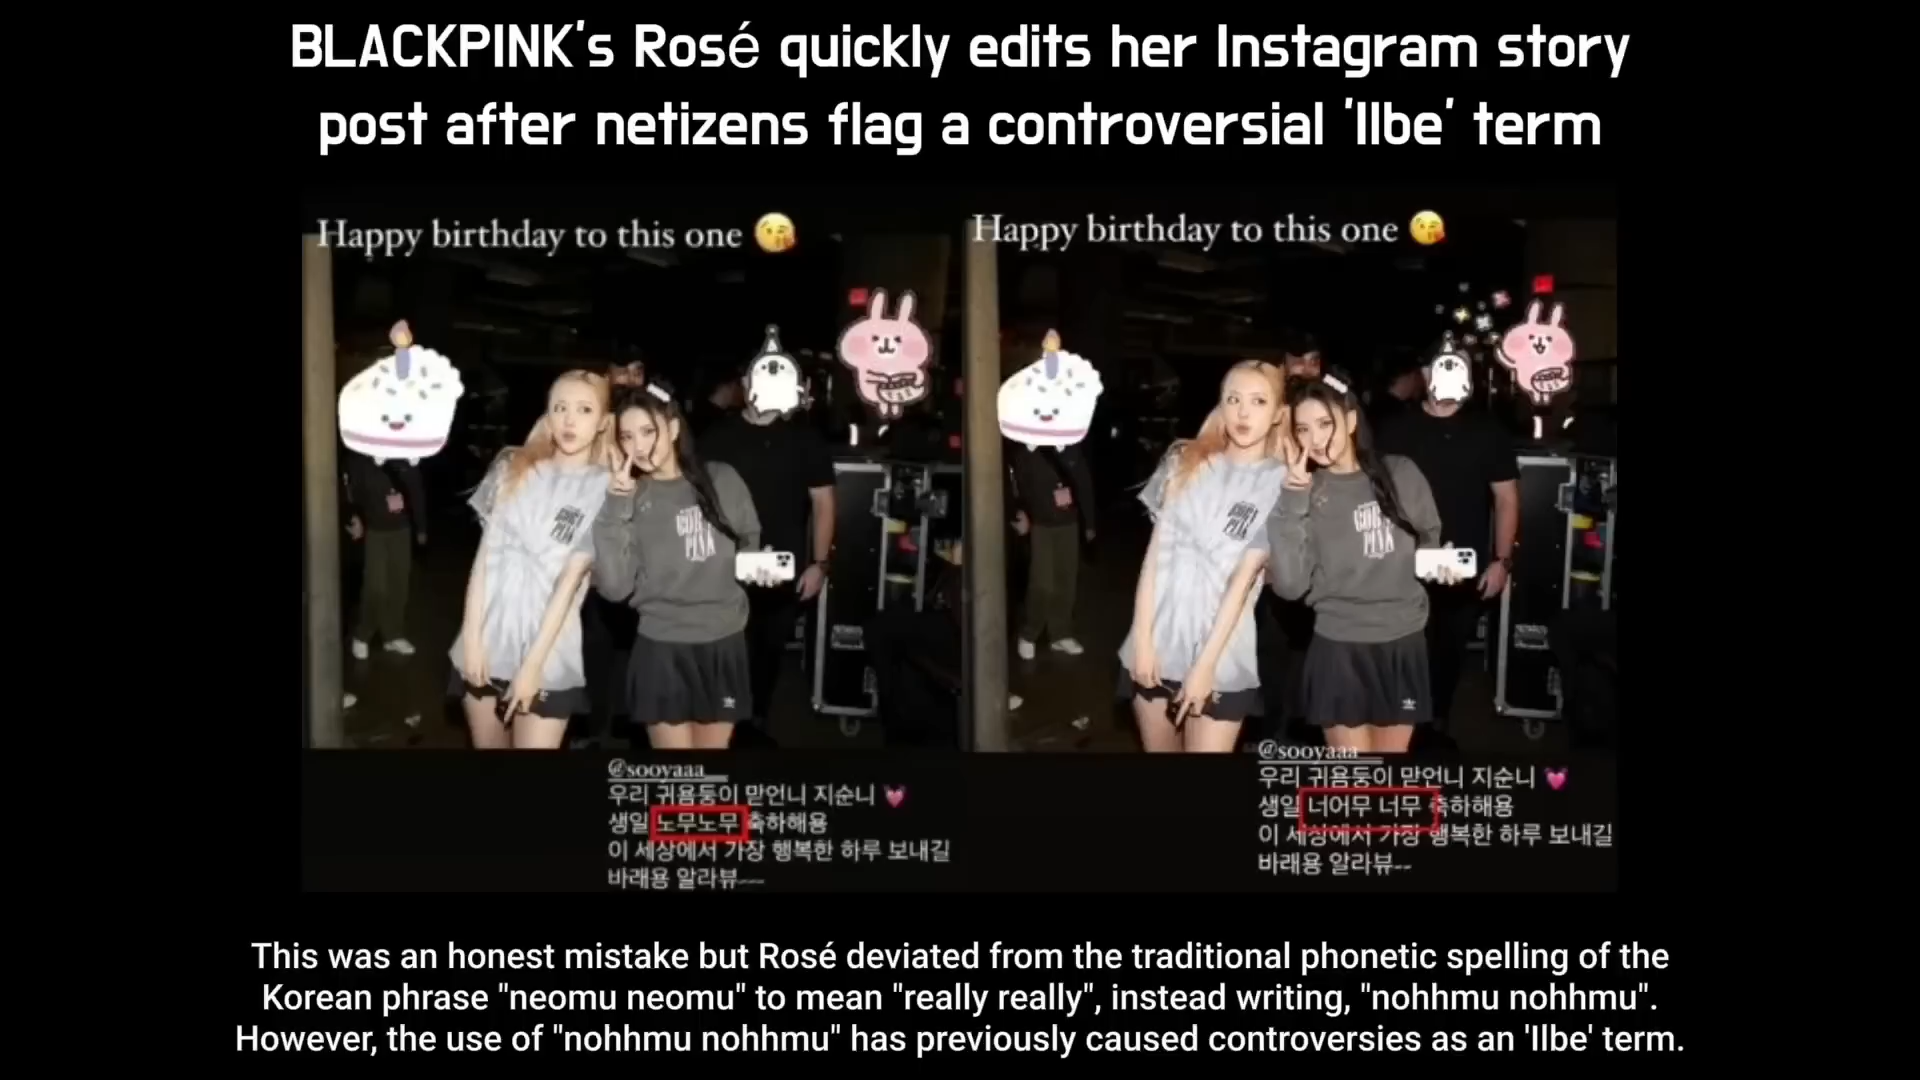 BLACKPINK's Rosé quickly edits her Instagram story
post after netizens flag a controversial 'Ilbe' term
Happy birthday to this one 😘
@sooyaaa__
우리 귀욤둥이 맏언니 지순니 💓
생일 노무노무 축하해용
이 세상에서 가장 행복한 하루 보내길
바래용 알라뷰~~
Happy birthday to this one 😘
@sooyaaa__
우리 귀욤둥이 맏언니 지순니 💓
생일 너어무 너무 축하해용
이 세상에서 가장 행복한 하루 보내길
바래용 알라뷰~~
This was an honest mistake but Rosé deviated from the traditional phonetic spelling of the
Korean phrase "neomu neomu" to mean "really really", instead writing, "nohhmu nohhmu".
However, the use of "nohhmu nohhmu" has previously caused controversies as an 'Ilbe' term.